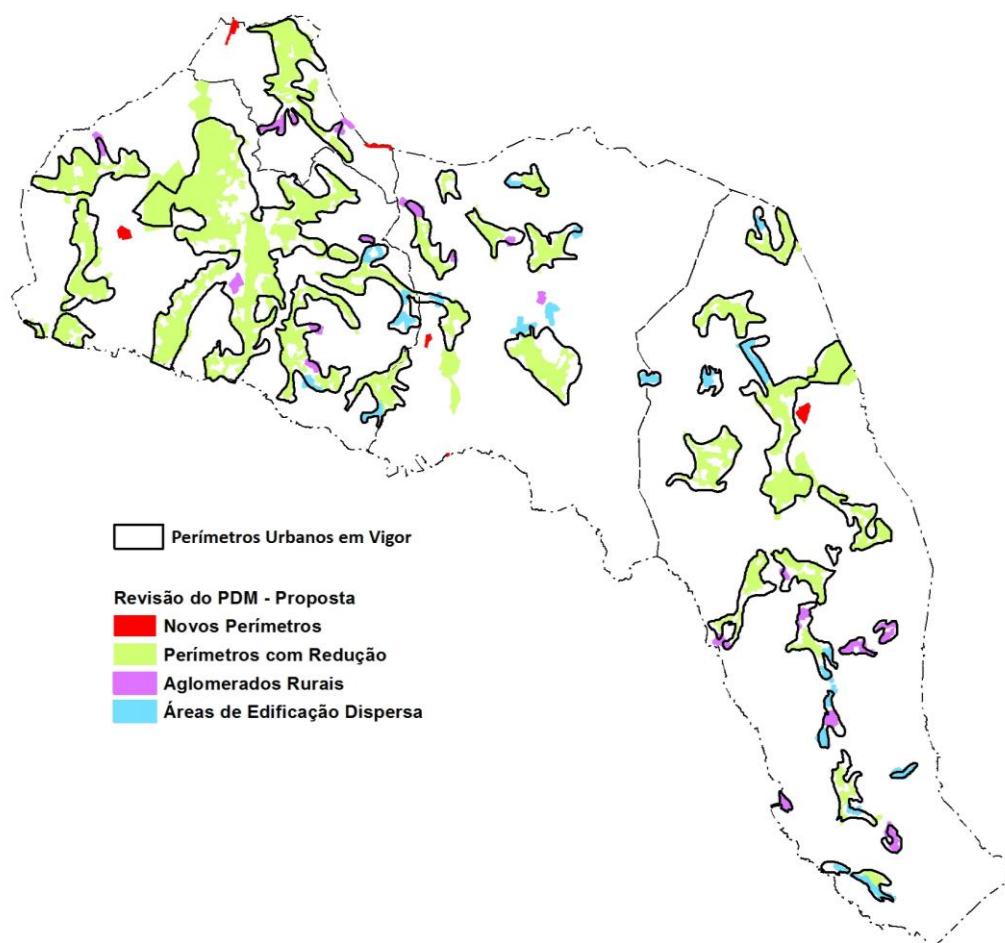 Perímetros Urbanos em Vigor
Revisão do PDM - Proposta
Novos Perímetros
Perímetros com Redução
Aglomerados Rurais
Áreas de Edificação Dispersa